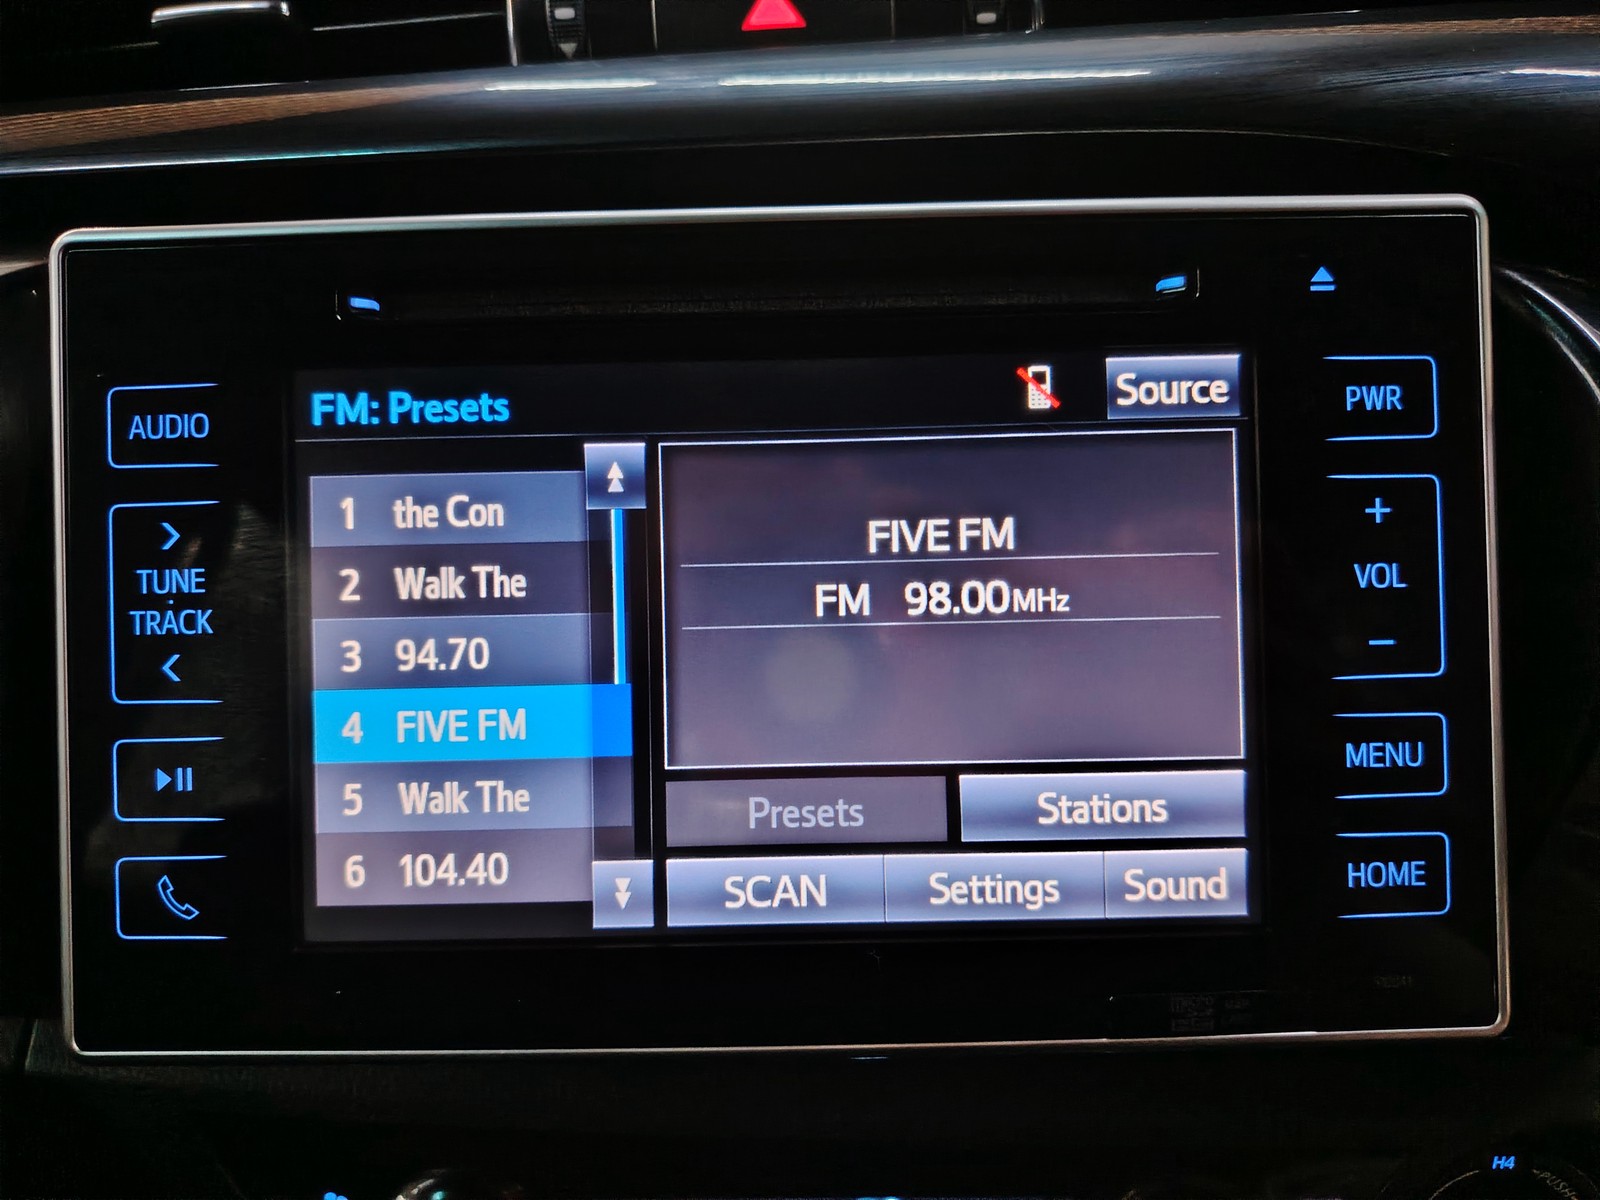 FM: Presets
Source
1 the Con
2 Walk The
3 94.70
4 FIVE FM
5 Walk The
6 104.40
FIVE FM
FM 98.00MHz
Presets
Stations
SCAN
Settings
Sound
AUDIO
TUNE
TRACK
PWR
+
VOL
−
MENU
HOME
H4
PUSH